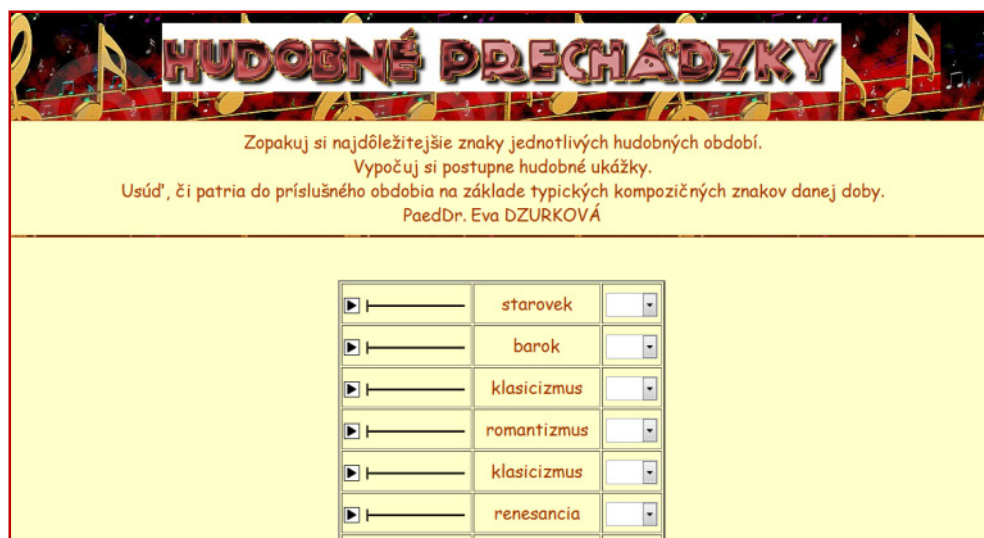 HUDOBNÉ PRECHÁDZKY
Zopakuj si najdôležitejšie znaky jednotlivých hudobných období.
Vypočuj si postupne hudobné ukážky.
Usúď, či patria do príslušného obdobia na základe typických kompozičných znakov danej doby.
PaedDr. Eva DZURKOVÁ
starovek
barok
klasicizmus
romantizmus
klasicizmus
renesancia